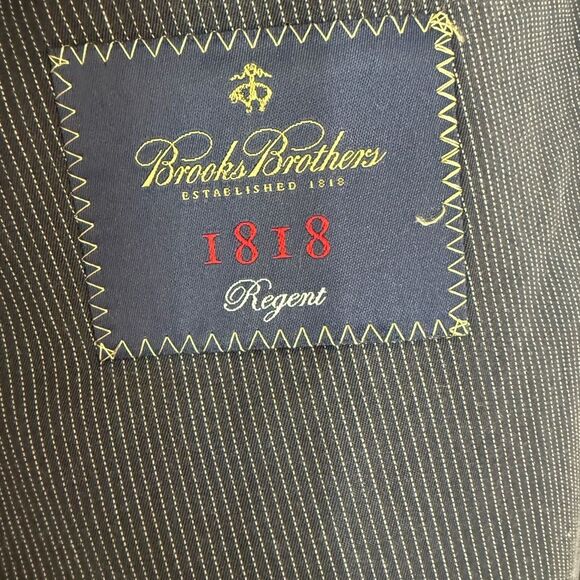 Brooks Brothers
ESTABLISHED 1818
1818
Regent